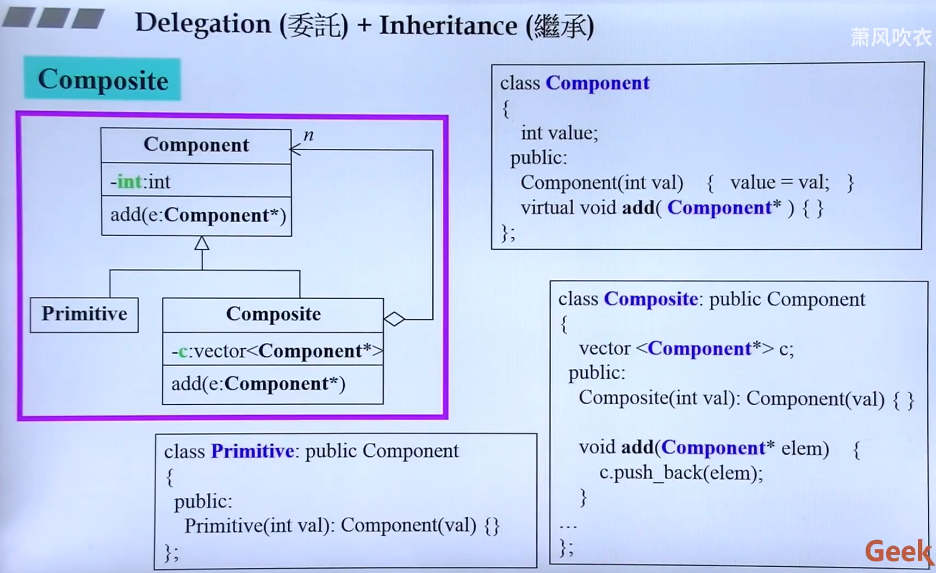 Delegation (委託) + Inheritance (繼承)
萧风吹衣
Composite
Component
n
-int:int
add(e:Component*)
Primitive
Composite
-c:vector<Component*>
add(e:Component*)
class Component
{
int value;
public:
Component(int val) { value = val; }
virtual void add( Component* ) { }
};
class Primitive: public Component
{
public:
Primitive(int val): Component(val) {}
};
class Composite: public Component
{
vector <Component*> c;
public:
Composite(int val): Component(val) { }
void add(Component* elem) {
c.push_back(elem);
}
…
};
Geek